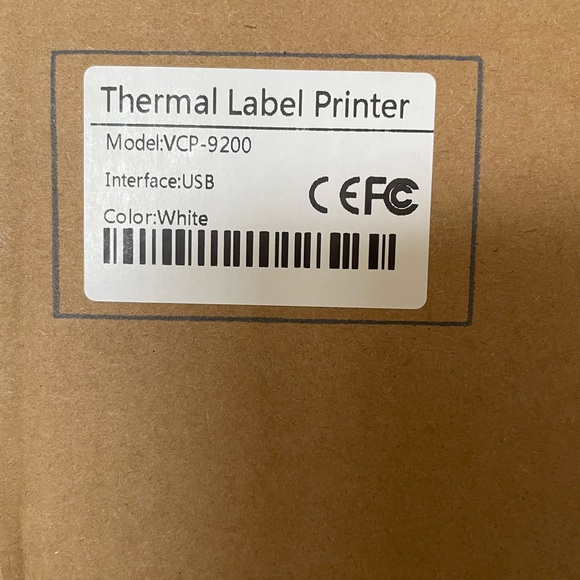 Thermal Label Printer
Model:VCP-9200
Interface:USB
CE FC
Color:White